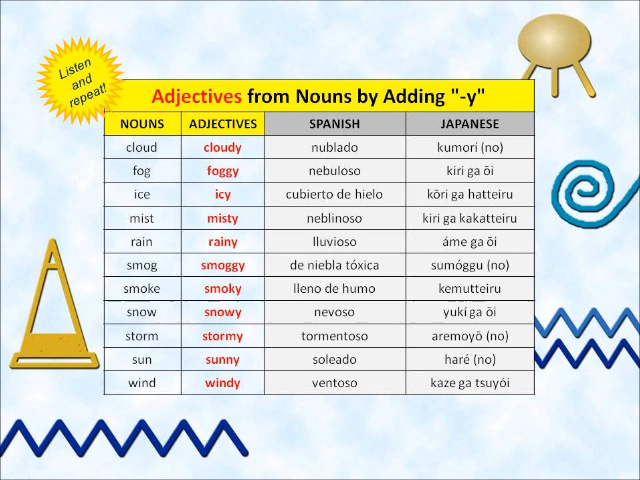 Listen
and
repeat!
Adjectives from Nouns by Adding "-y"
NOUNS ADJECTIVES SPANISH JAPANESE
cloud cloudy nublado kumorí (no)
fog foggy nebuloso kiri ga ōi
ice icy cubierto de hielo kōri ga hatteiru
mist misty neblinoso kiri ga kakatteiru
rain rainy lluvioso áme ga ōi
smog smoggy de niebla tóxica sumóggu (no)
smoke smoky lleno de humo kemutteiru
snow snowy nevoso yukí ga ōi
storm stormy tormentoso aremoyō (no)
sun sunny soleado haré (no)
wind windy ventoso kaze ga tsuyói